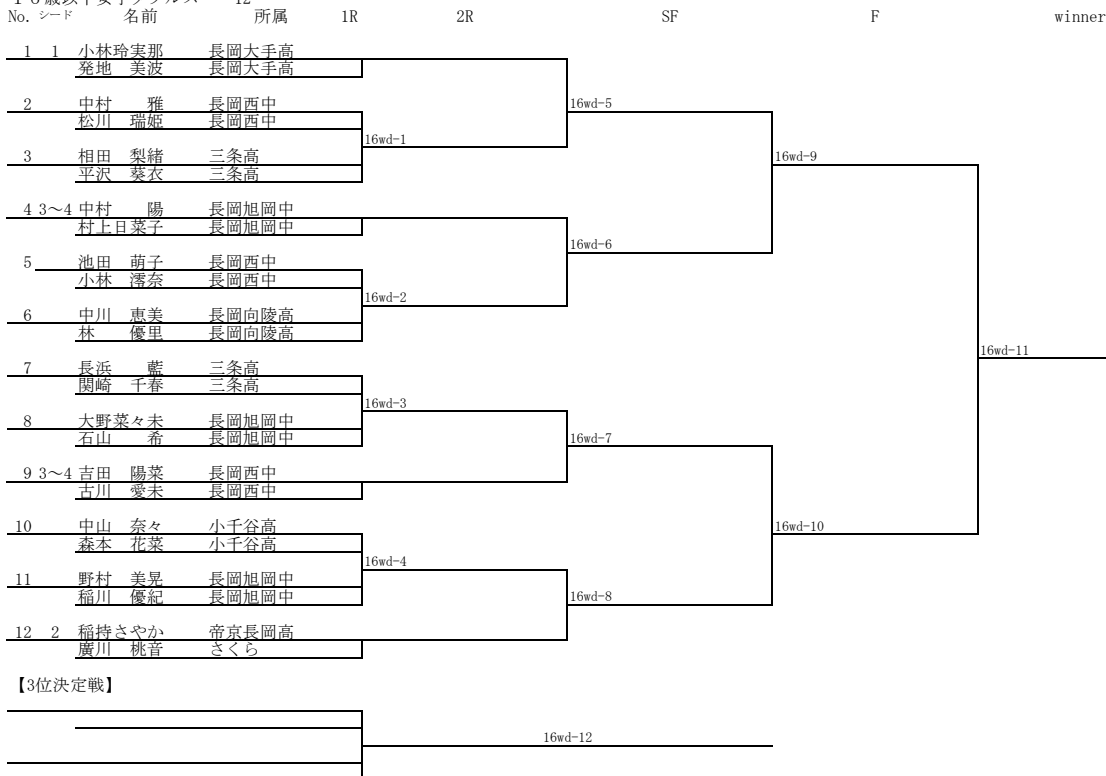 16歳以下女子ダブルス 12
No. シード 名前 所属 1R 2R SF F winner
1 1 小林玲実那 長岡大手高
発地 美波 長岡大手高
2 中村 雅 長岡西中
松川 瑞姫 長岡西中
16wd-5
16wd-1
3 相田 梨緒 三条高
平沢 葵衣 三条高
16wd-9
4 3～4 中村 陽 長岡旭岡中
村上日菜子 長岡旭岡中
16wd-6
5 池田 萌子 長岡西中
小林 澪奈 長岡西中
16wd-2
6 中川 恵美 長岡向陵高
林 優里 長岡向陵高
16wd-11
7 長浜 藍 三条高
関崎 千春 三条高
16wd-3
8 大野菜々未 長岡旭岡中
石山 希 長岡旭岡中
16wd-7
9 3～4 吉田 陽菜 長岡西中
古川 愛未 長岡西中
10 中山 奈々 小千谷高
森本 花菜 小千谷高
16wd-10
16wd-4
11 野村 美晃 長岡旭岡中
稲川 優紀 長岡旭岡中
16wd-8
12 2 稲持さやか 帝京長岡高
廣川 桃音 さくら
【3位決定戦】
16wd-12